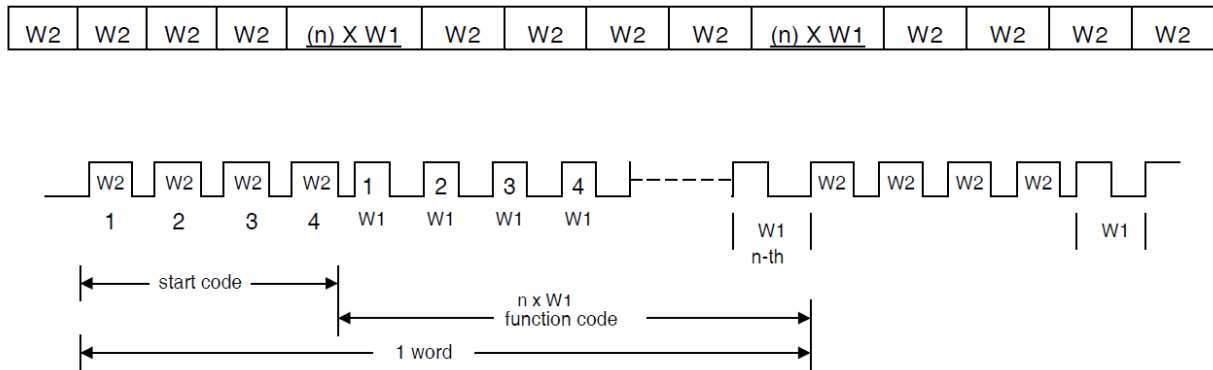 W2 W2 W2 W2 (n) X W1 W2 W2 W2 W2 (n) X W1 W2 W2 W2 W2
W2 W2 W2 W2 1 2 3 4 W2 W2 W2 W2
1 2 3 4 W1 W1 W1 W1 W1 W1
n-th
start code
n x W1
function code
1 word